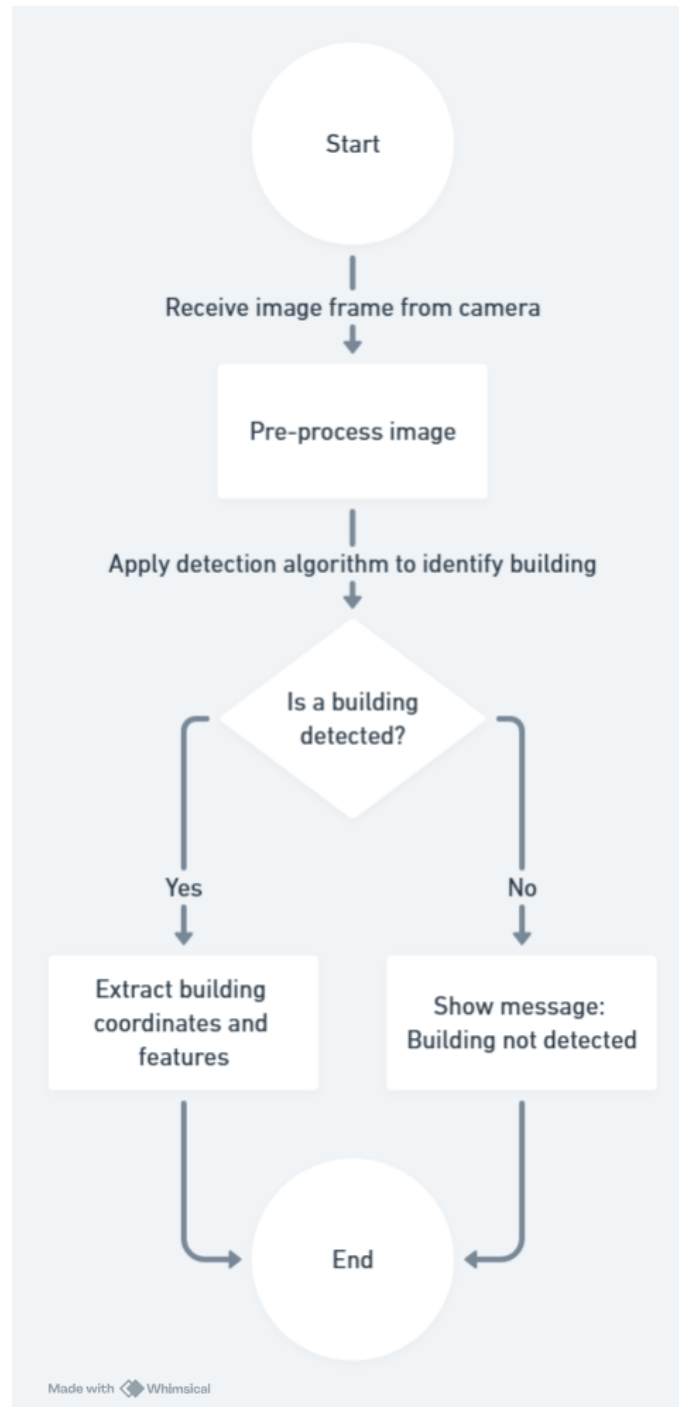 Start
Receive image frame from camera
Pre-process image
Apply detection algorithm to identify building
Is a building
detected?
Yes
No
Extract building
coordinates and
features
Show message:
Building not detected
End
Made with Whimsical